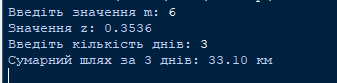 Введіть значення m: 6
Значення z: 0.3536
Введіть кількість днів: 3
Сумарний шлях за 3 днів: 33.10 км